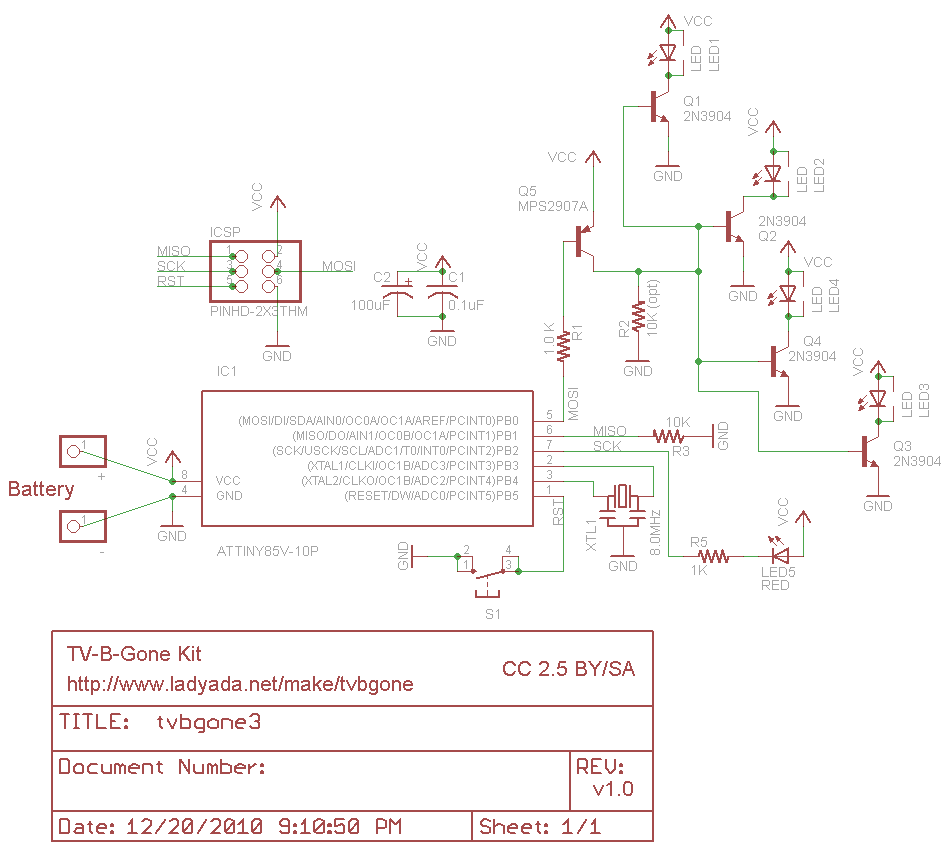 VCC
LED
LED1
Q1
2N3904
GND
VCC
LED
LED2
2N3904
Q2
GND
VCC
Q5
MPS2907A
VCC
LED
LED4
Q4
2N3904
GND
R2
10K (opt)
GND
1.0 K
R1
MOSI
VCC
LED
LED3
Q3
2N3904
GND
VCC
ICSP
MISO
SCK
RST
1
3
5
2
4
6
MOSI
PINHD-2X3THM
GND
VCC
C2
+
100uF
C1
0.1uF
GND
IC1
(MOSI/DI/SDA/AIN0/OC0A/OC1A/AREF/PCINT0)PB0
5
(MISO/DO/AIN1/OC0B/OC1A/PCINT1)PB1
6
MISO
10K
R3
GND
(SCK/USCK/SCL/ADC1/T0/INT0/PCINT2)PB2
7
SCK
(XTAL1/CLKI/OC1B/ADC3/PCINT3)PB3
2
(XTAL2/CLKO/OC1B/ADC2/PCINT4)PB4
3
(RESET/DW/ADC0/PCINT5)PB5
1
RST
8
VCC
4
GND
ATTINY85V-10P
Battery
1
+
1
-
VCC
GND
XTL1
8.0MHz
GND
GND
2
1
4
3
S1
R5
1K
LED5
RED
VCC
TV-B-Gone Kit
http://www.ladyada.net/make/tvbgone
CC 2.5 BY/SA
TITLE: tvbgone3
Document Number:
REV:
v1.0
Date: 12/20/2010 9:10:50 PM
Sheet: 1/1